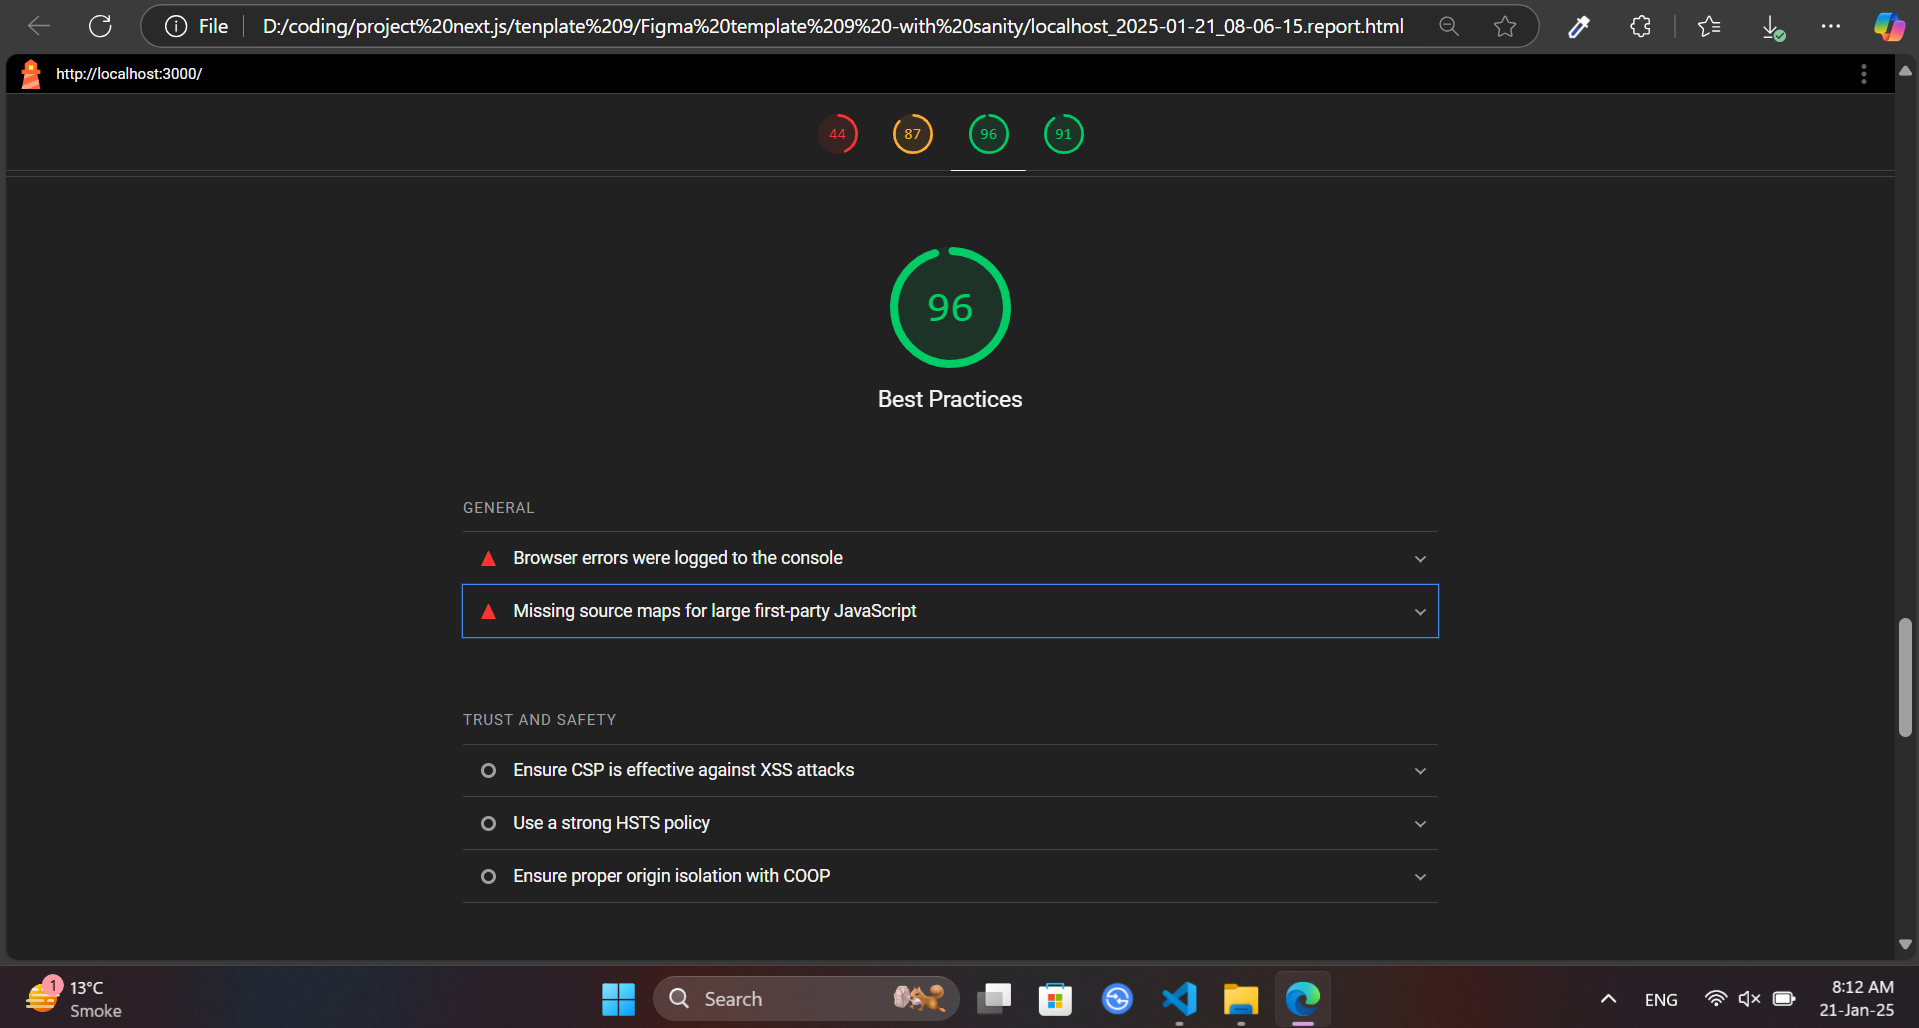 File
D:/coding/project%20next.js/tenplate%209/Figma%20template%209%20-with%20sanity/localhost_2025-01-21_08-06-15.report.html
http://localhost:3000/
44
87
96
91
96
Best Practices
GENERAL
Browser errors were logged to the console
Missing source maps for large first-party JavaScript
TRUST AND SAFETY
Ensure CSP is effective against XSS attacks
Use a strong HSTS policy
Ensure proper origin isolation with COOP
1
13°C
Smoke
Search
ENG
8:12 AM
21-Jan-25